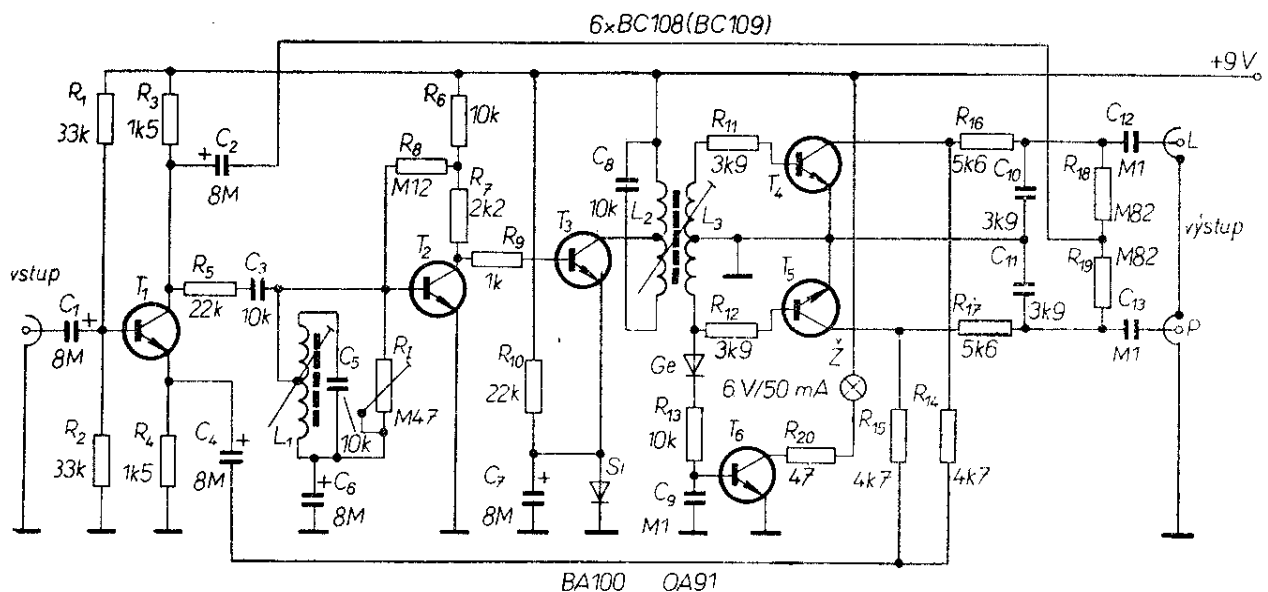 6xBC108(BC109)
+9V
R1
33k
R3
1k5
C2
8M
+
R6
10k
R8
M12
R7
2k2
C8
10k
L2
L3
R11
3k9
T4
R16
5k6
C10
3k9
C12
M1
L
R18
M82
výstup
vstup
C1
+
8M
T1
R5
22k
C3
10k
T2
R9
1k
T3
T5
C11
3k9
R19
M82
C13
M1
P
R12
3k9
R17
5k6
L1
C5
10k
R1
M47
R10
22k
Ge
Ž
6V/50 mA
R13
10k
T6
R20
47
R15
4k7
R14
4k7
R2
33k
R4
1k5
C4
+
8M
+
C6
8M
C7
+
8M
Si
C9
M1
BA100
OA91